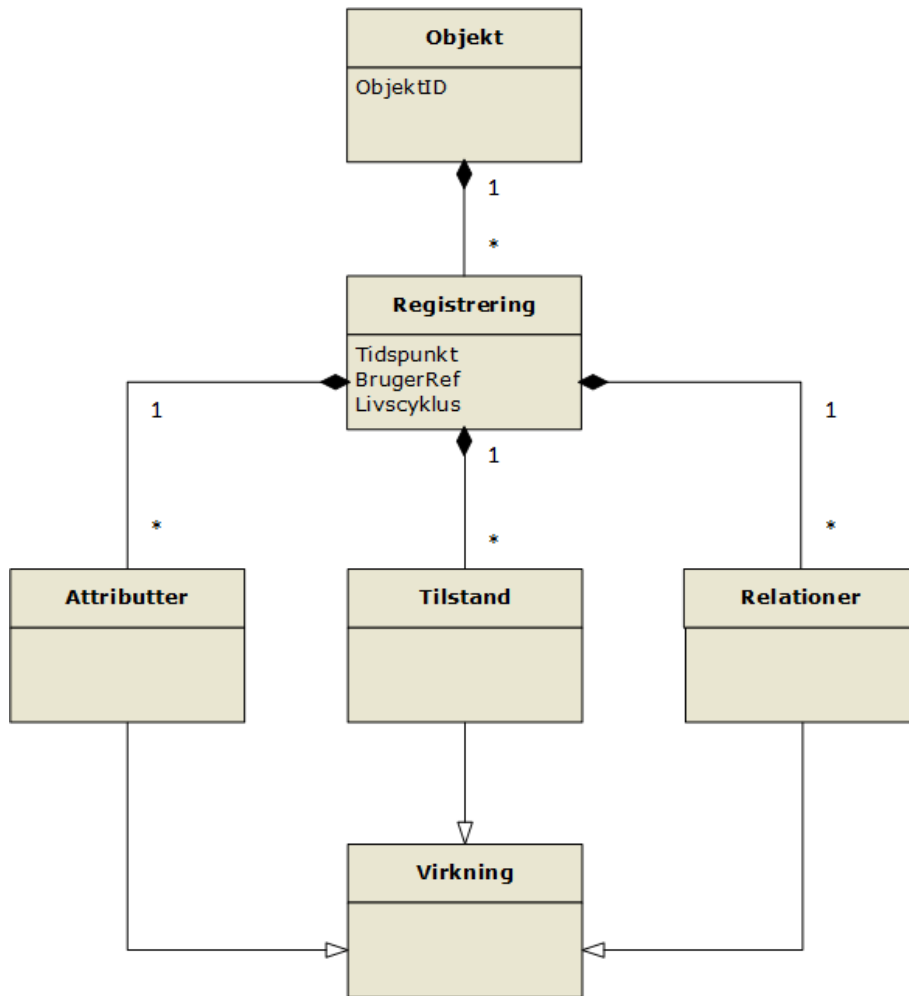 Objekt
ObjektID
1
*
Registrering
Tidspunkt
BrugerRef
Livscyklus
1
1
1
*
*
*
Attributter
Tilstand
Relationer
Virkning